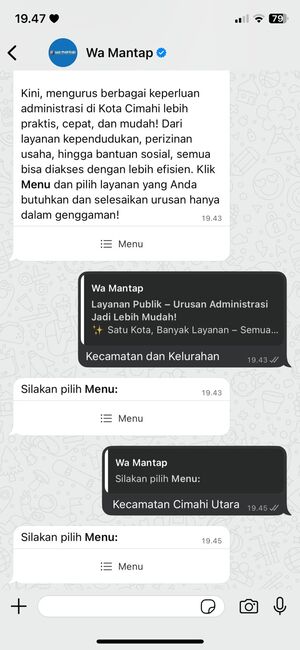 19.47
79
Wa Mantap
Kini, mengurus berbagai keperluan
administrasi di Kota Cimahi lebih
praktis, cepat, dan mudah! Dari
layanan kependudukan, perizinan
usaha, hingga bantuan sosial, semua
bisa diakses dengan lebih efisien. Klik
Menu dan pilih layanan yang Anda
butuhkan dan selesaikan urusan hanya
dalam genggaman!
19.43
Menu
Wa Mantap
Layanan Publik – Urusan Administrasi
Jadi Lebih Mudah!
✨ Satu Kota, Banyak Layanan – Semua...
Kecamatan dan Kelurahan
19.43
Silakan pilih Menu:
19.43
Menu
Wa Mantap
Silakan pilih Menu:
Kecamatan Cimahi Utara
19.45
Silakan pilih Menu:
19.45
Menu